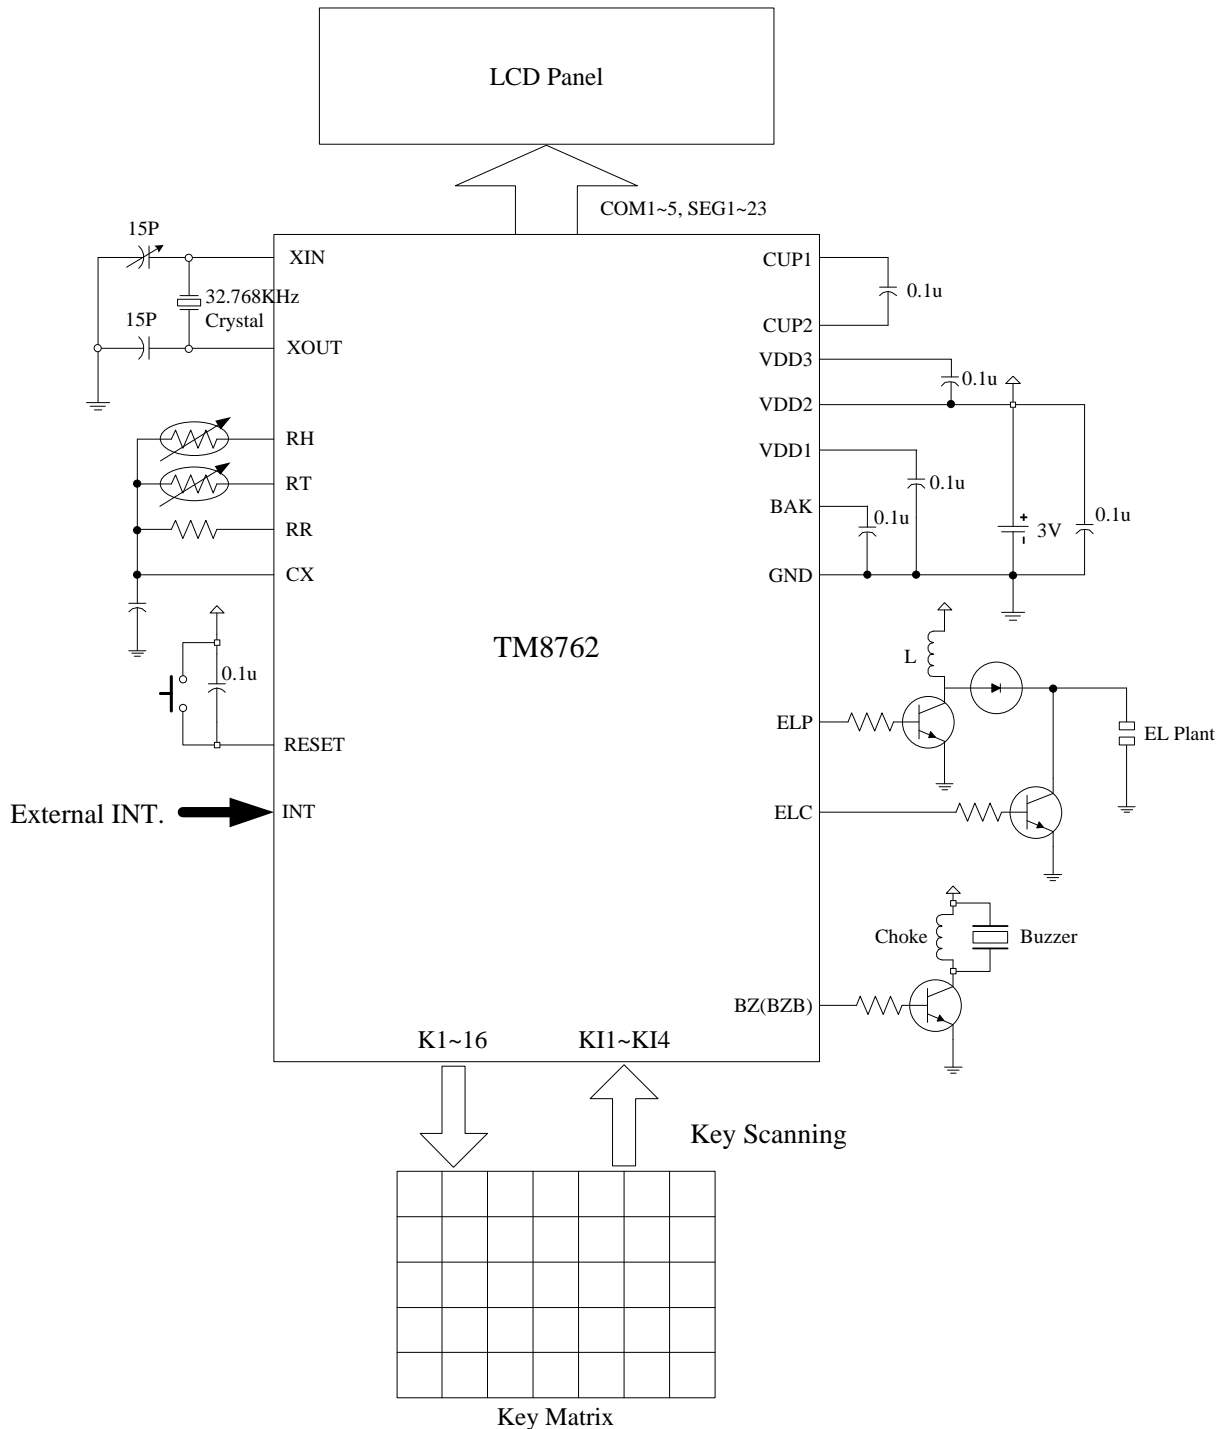 LCD Panel
COM1~5, SEG1~23
15P
XIN
32.768KHz
Crystal
15P
XOUT
RH
RT
RR
CX
0.1u
RESET
External INT.
INT
TM8762
CUP1
0.1u
CUP2
VDD3
0.1u
VDD2
VDD1
0.1u
BAK
0.1u
+
-
3V
0.1u
GND
L
ELP
EL Plant
ELC
Choke
Buzzer
BZ(BZB)
K1~16
KI1~KI4
Key Scanning
Key Matrix